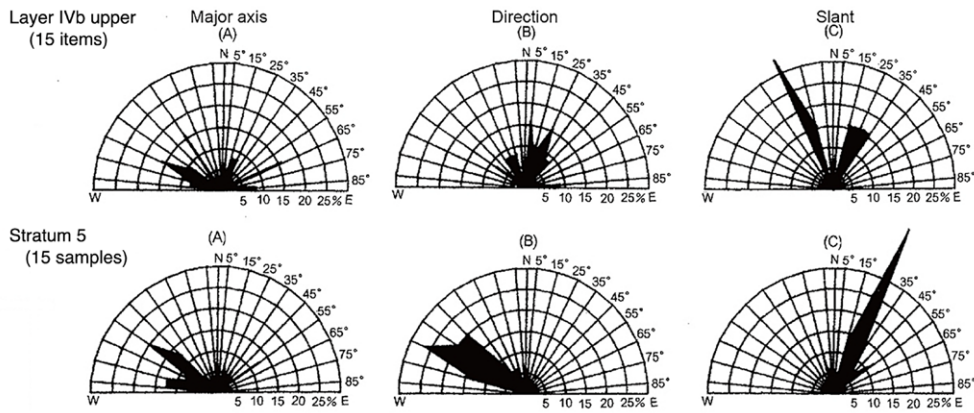 Layer IVb upper
(15 items)
Major axis
(A)
N 5° 15° 25° 35° 45° 55° 65° 75° 85°
W 5 10 15 20 25% E
Direction
(B)
N 5° 15° 25° 35° 45° 55° 65° 75° 85°
W 5 10 15 20 25% E
Slant
(C)
N 5° 15° 25° 35° 45° 55° 65° 75° 85°
W 5 10 15 20 25% E
Stratum 5
(15 samples)
(A)
N 5° 15° 25° 35° 45° 55° 65° 75° 85°
W 5 10 15 20 25% E
(B)
N 5° 15° 25° 35° 45° 55° 65° 75° 85°
W 5 10 15 20 25% E
(C)
N 5° 15° 25° 35° 45° 55° 65° 75° 85°
W 5 10 15 20 25% E